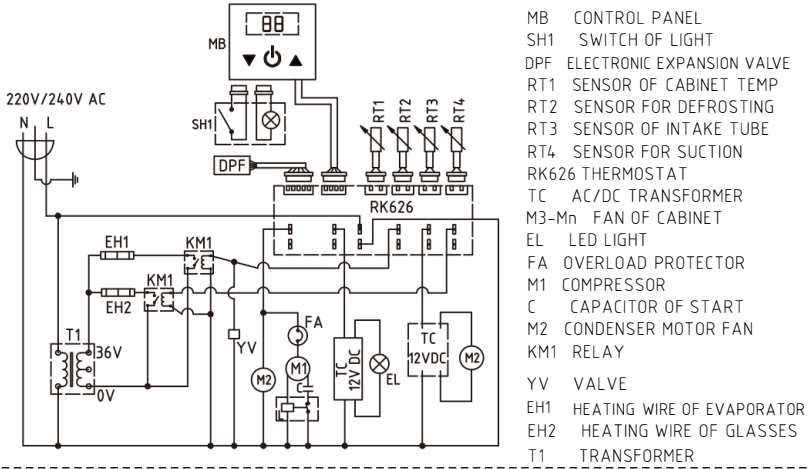 88
MB
SH1
220V/240V AC
N L
DPF
RT1
RT2
RT3
RT4
RK626
EH1
KM1
KM1
EH2
T1
36V
0V
YV
FA
M2
M1
C
TC
12V DC
EL
TC
12VDC
M2
MB CONTROL PANEL
SH1 SWITCH OF LIGHT
DPF ELECTRONIC EXPANSION VALVE
RT1 SENSOR OF CABINET TEMP
RT2 SENSOR FOR DEFROSTING
RT3 SENSOR OF INTAKE TUBE
RT4 SENSOR FOR SUCTION
RK626 THERMOSTAT
TC AC/DC TRANSFORMER
M3-Mn FAN OF CABINET
EL LED LIGHT
FA OVERLOAD PROTECTOR
M1 COMPRESSOR
C CAPACITOR OF START
M2 CONDENSER MOTOR FAN
KM1 RELAY
YV VALVE
EH1 HEATING WIRE OF EVAPORATOR
EH2 HEATING WIRE OF GLASSES
T1 TRANSFORMER